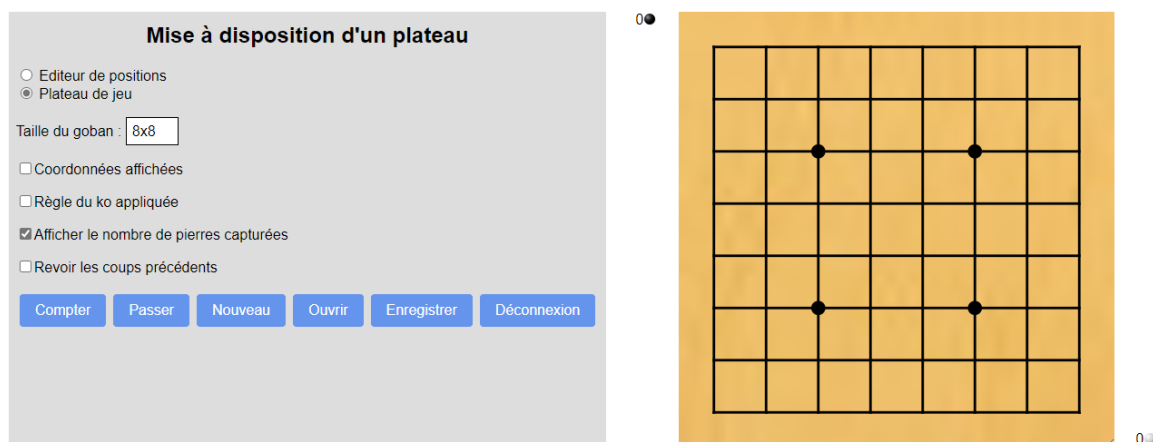 Mise à disposition d'un plateau
Editeur de positions
Plateau de jeu
Taille du goban : 8x8
Coordonnées affichées
Règle du ko appliquée
Afficher le nombre de pierres capturées
Revoir les coups précédents
Compter Passer Nouveau Ouvrir Enregistrer Déconnexion
0
0